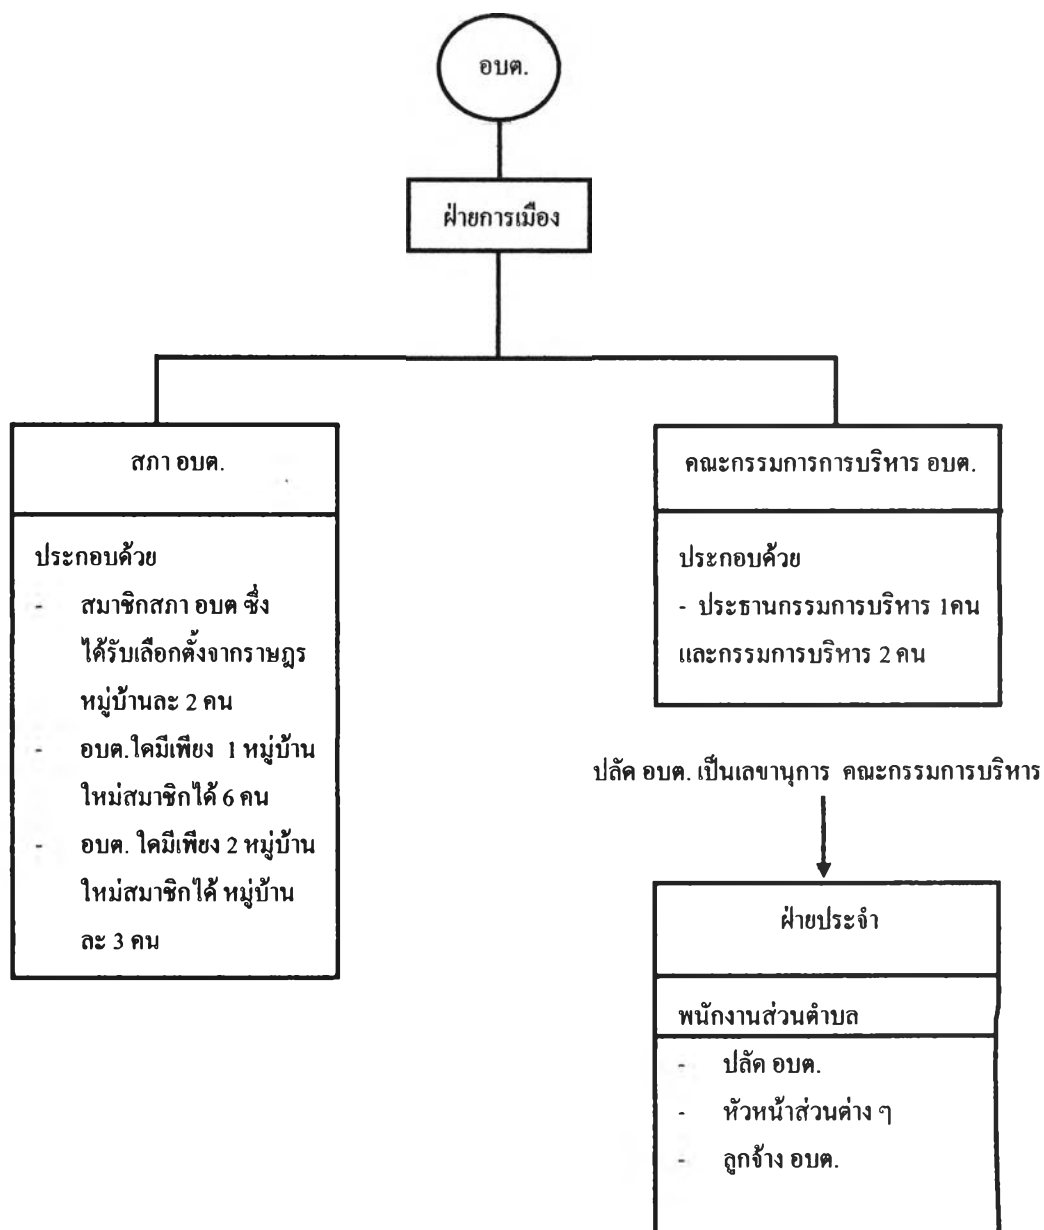 อบต.
ฝ่ายการเมือง
สภา อบต.
ประกอบด้วย
- สมาชิกสภา อบต ซึ่ง
ได้รับเลือกตั้งจากราษฎร
หมู่บ้านละ 2 คน
- อบต.ใดมีเพียง 1 หมู่บ้าน
ใหม่สมาชิกได้ 6 คน
- อบต. ใดมีเพียง 2 หมู่บ้าน
ใหม่สมาชิกได้ หมู่บ้าน
ละ 3 คน
คณะกรรมการการบริหาร อบต.
ประกอบด้วย
- ประธานกรรมการบริหาร 1คน
และกรรมการบริหาร 2 คน
ปลัด อบต. เป็นเลขานุการ คณะกรรมการบริหาร
ฝ่ายประจำ
พนักงานส่วนตำบล
- ปลัด อบต.
- หัวหน้าส่วนต่าง ๆ
- ลูกจ้าง อบต.